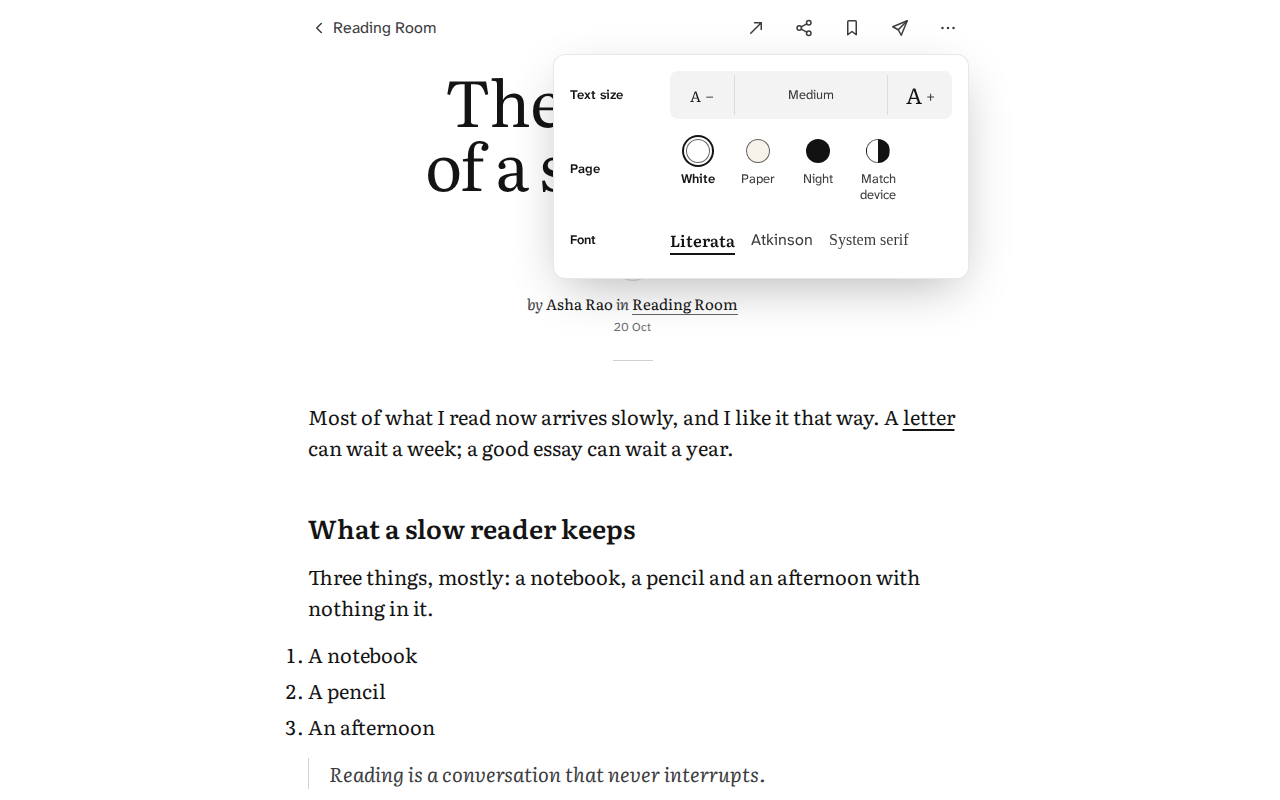 Reading Room
Text size
A −
Medium
A +
Page
White
Paper
Night
Match
device
Font
Literata
Atkinson
System serif
The
of a
by Asha Rao in Reading Room
20 Oct
Most of what I read now arrives slowly, and I like it that way. A letter
can wait a week; a good essay can wait a year.
What a slow reader keeps
Three things, mostly: a notebook, a pencil and an afternoon with
nothing in it.
1. A notebook
2. A pencil
3. An afternoon
Reading is a conversation that never interrupts.